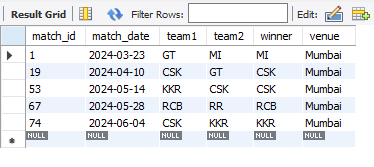 Result Grid Filter Rows: Edit:
match_id match_date team1 team2 winner venue
1 2024-03-23 GT MI MI Mumbai
19 2024-04-10 CSK GT CSK Mumbai
53 2024-05-14 KKR CSK CSK Mumbai
67 2024-05-28 RCB RR RCB Mumbai
74 2024-06-04 CSK KKR KKR Mumbai
NULL NULL NULL NULL NULL NULL